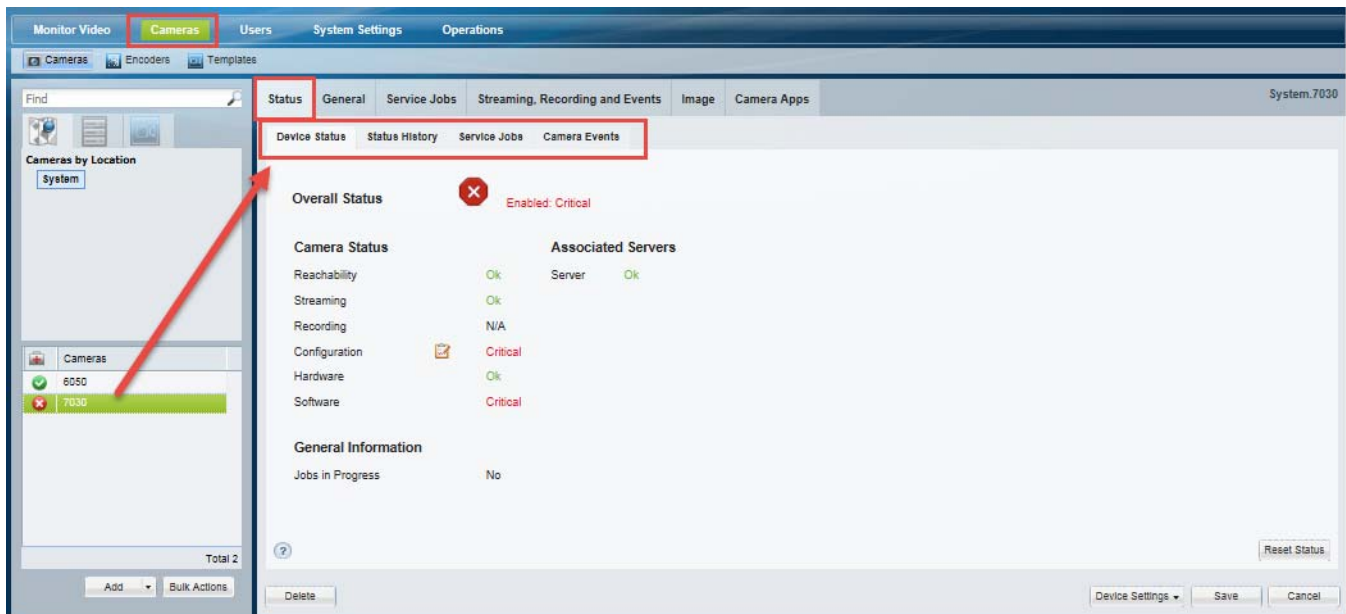 Monitor Video Cameras Users System Settings Operations
Cameras Encoders Templates
Find
Status General Service Jobs Streaming, Recording and Events Image Camera Apps System.7030
Device Status Status History Service Jobs Camera Events
Cameras by Location
System
Overall Status Enabled: Critical
Camera Status Associated Servers
Reachability Ok Server Ok
Streaming Ok
Recording N/A
Configuration Critical
Hardware Ok
Software Critical
General Information
Jobs in Progress No
Cameras
6050
7030
Total 2
Add Bulk Actions
? Reset Status
Delete Device Settings Save Cancel